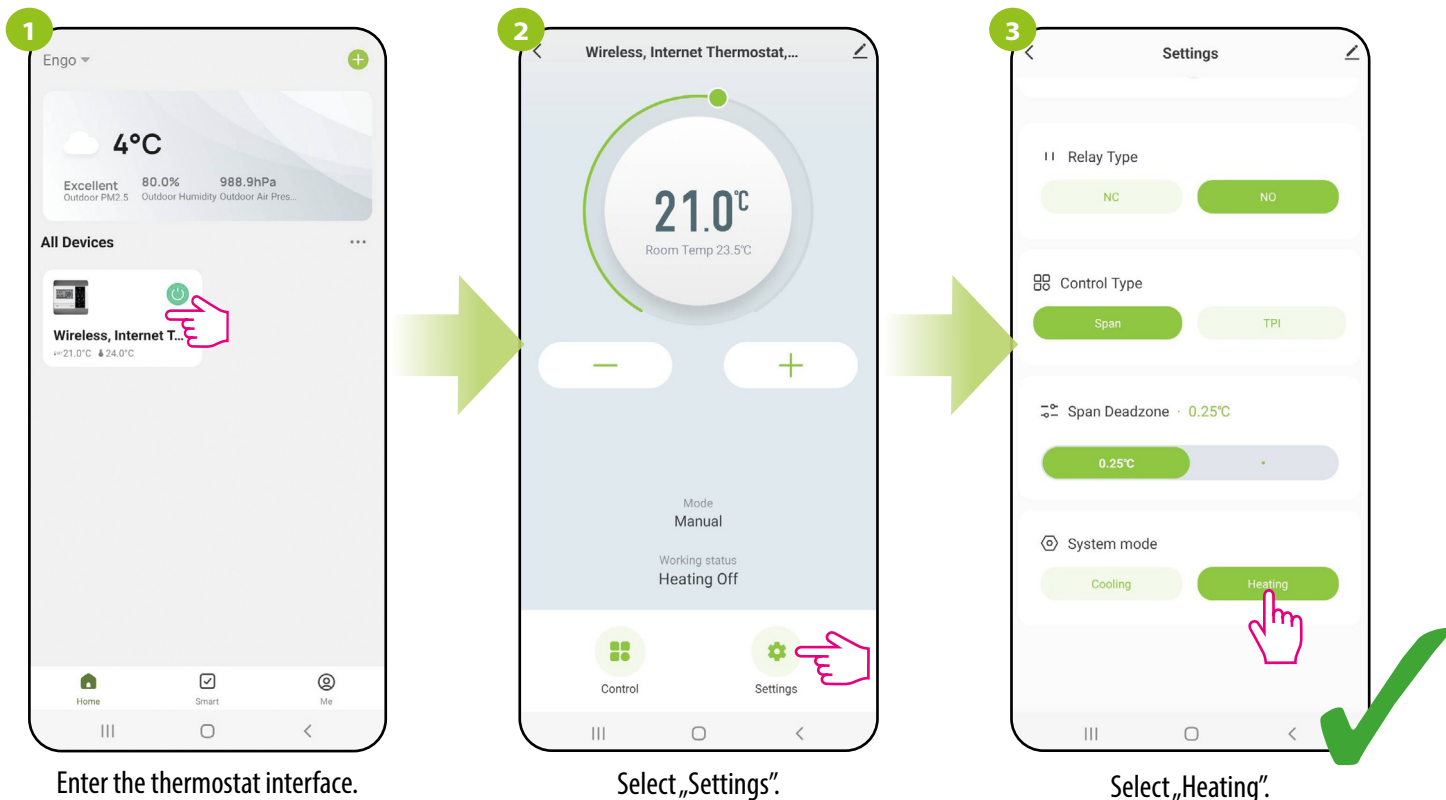 1
Engo
4°C
Excellent
Outdoor PM2.5
80.0%
Outdoor Humidity
988.9hPa
Outdoor Air Pres...
All Devices
Wireless, Internet T...
21.0°C 24.0°C
Home
Smart
Me
Enter the thermostat interface.
2
Wireless, Internet Thermostat,...
21.0°C
Room Temp 23.5°C
Mode
Manual
Working status
Heating Off
Control
Settings
Select „Settings”.
3
Settings
Relay Type
NC
NO
Control Type
Span
TPI
Span Deadzone · 0.25°C
0.25°C
System mode
Cooling
Heating
Select „Heating”.